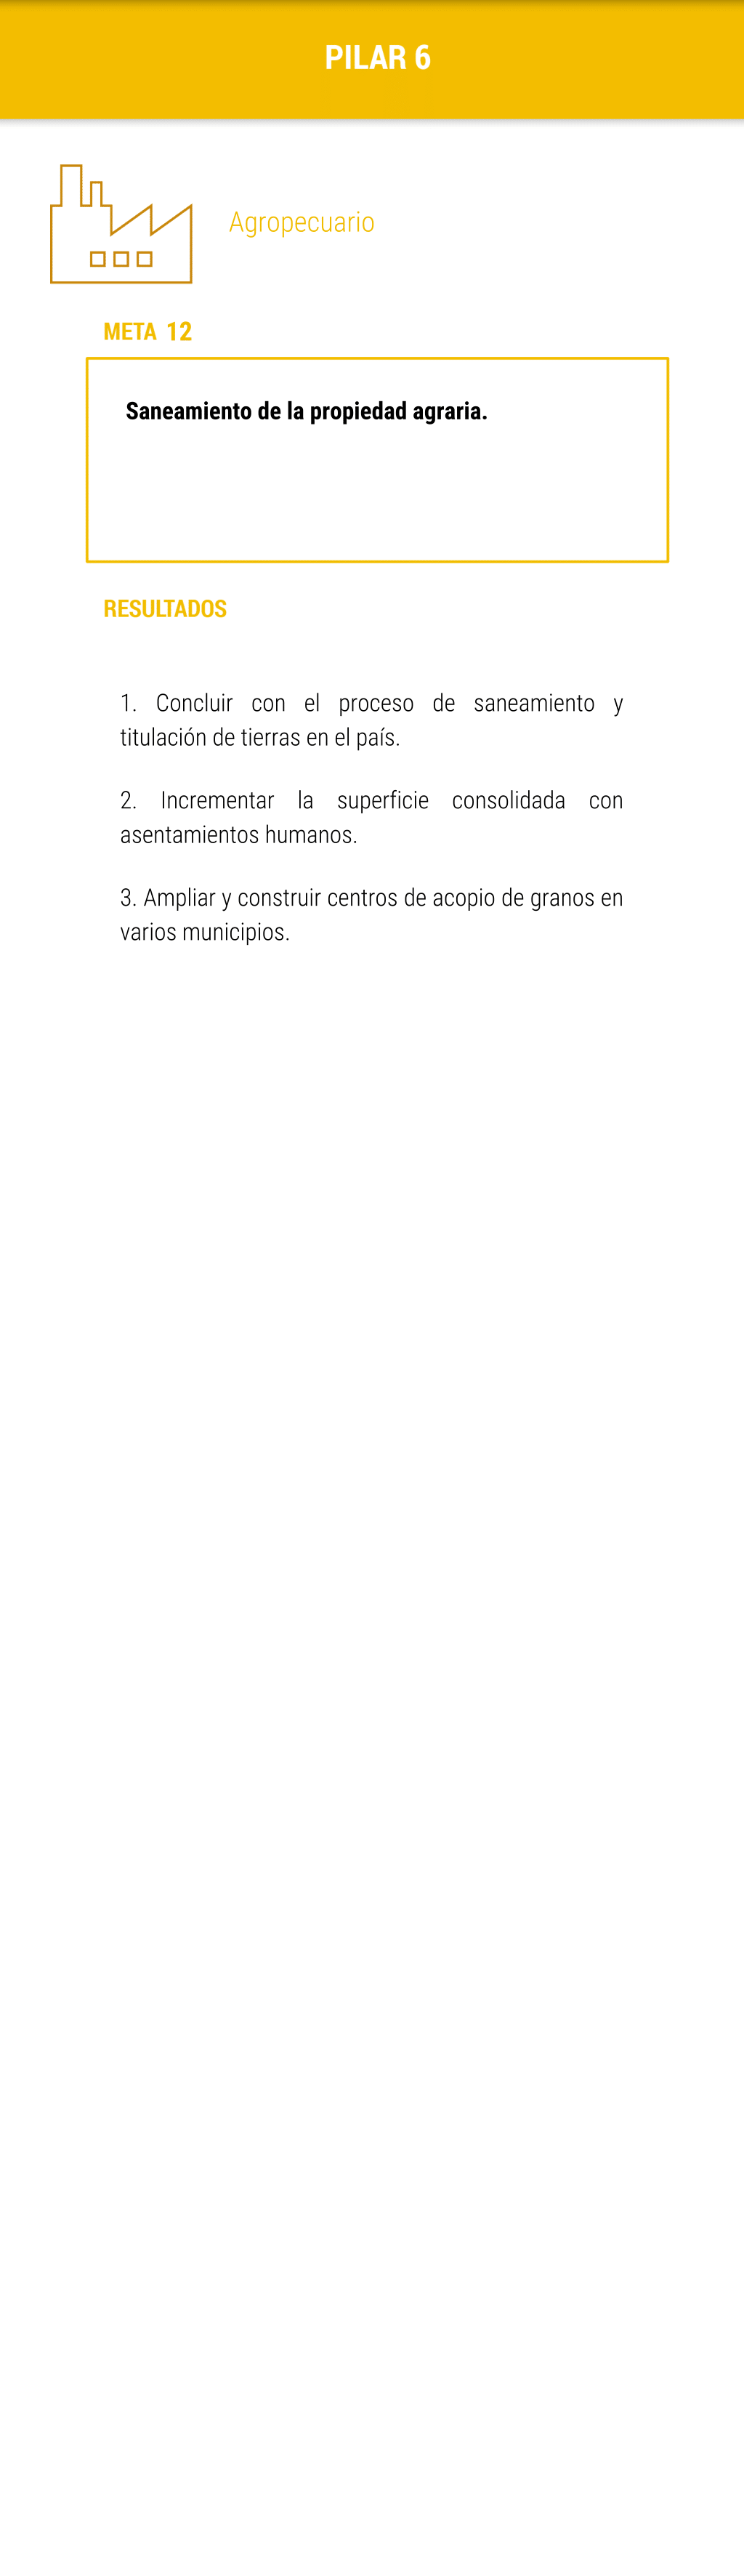 PILAR 6
Agropecuario
META 12
Saneamiento de la propiedad agraria.
RESULTADOS
1. Concluir con el proceso de saneamiento y
titulación de tierras en el país.
2. Incrementar la superficie consolidada con
asentamientos humanos.
3. Ampliar y construir centros de acopio de granos en
varios municipios.